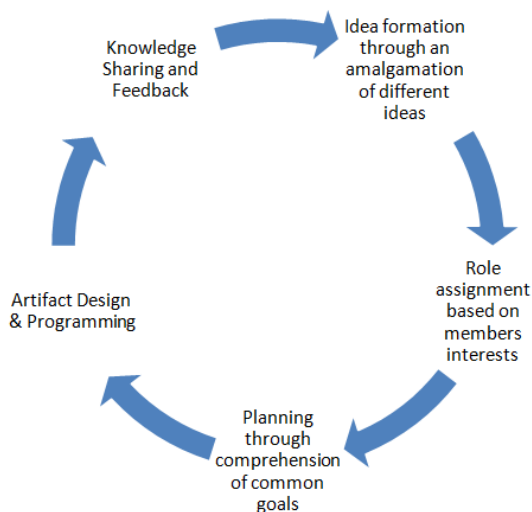 Knowledge
Sharing and
Feedback
Idea formation
through an
amalgamation
of different
ideas
Role
assignment
based on
members
interests
Planning
through
comprehension
of common
goals
Artifact Design
& Programming